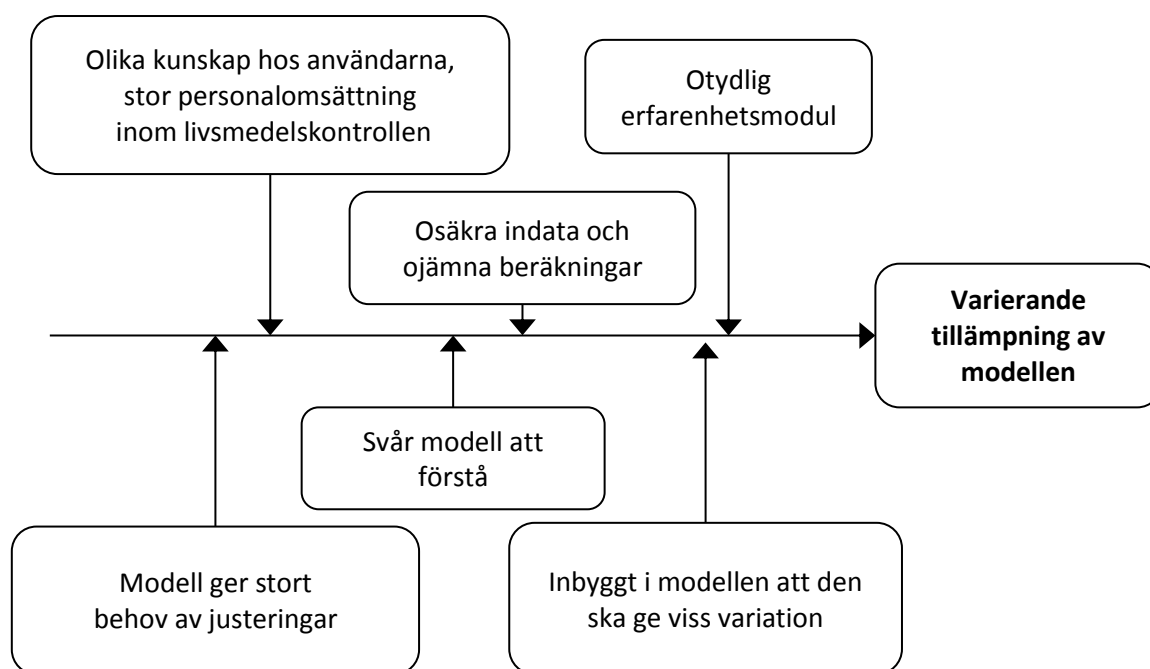 Olika kunskap hos användarna,
stor personalomsättning
inom livsmedelskontrollen
Otydlig
erfarenhetsmodul
Osäkra indata och
ojämna beräkningar
Varierande
tillämpning av
modellen
Svår modell att
förstå
Modell ger stort
behov av justeringar
Inbyggt i modellen att den
ska ge viss variation